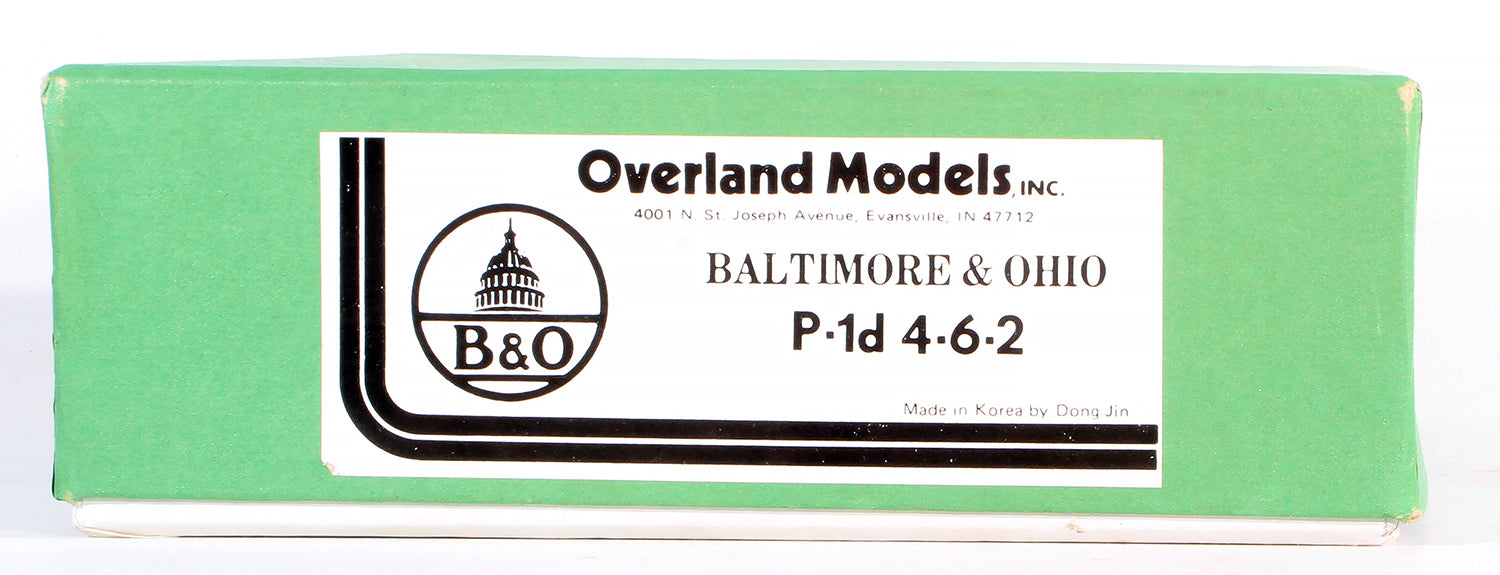 Overland Models, INC.
4001 N. St. Joseph Avenue, Evansville, IN 47712
BALTIMORE & OHIO
P·1d 4·6·2
B&O
Made in Korea by Dong Jin